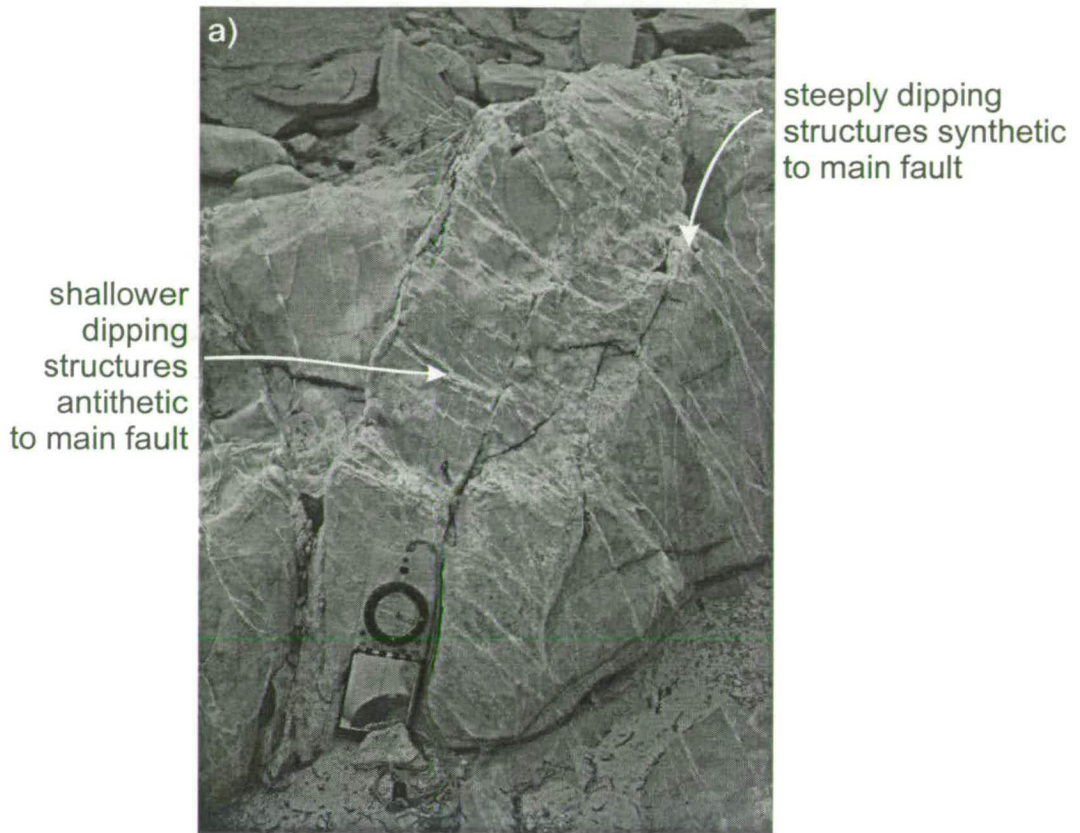 a)
steeply dipping
structures synthetic
to main fault
shallower
dipping
structures
antithetic
to main fault